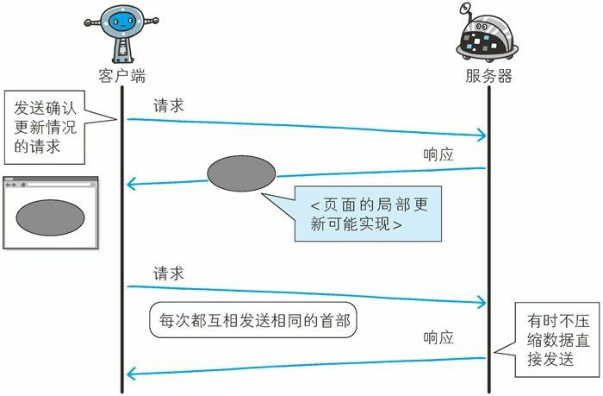 客户端
服务器
发送确认
更新情况
的请求
请求
响应
<页面的局部更
新可能实现>
请求
每次都互相发送相同的首部
响应
有时不压
缩数据直
接发送